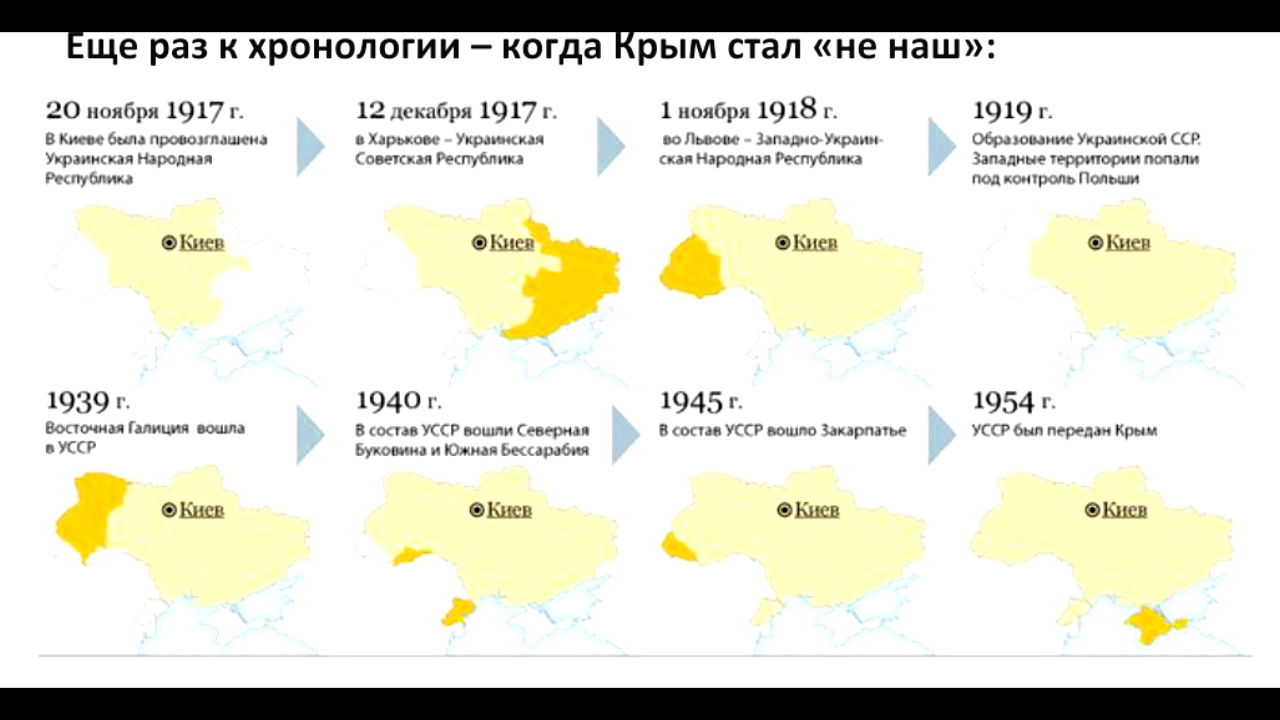 Еще раз к хронологии – когда Крым стал «не наш»:
20 ноября 1917 г.
В Киеве была провозглашена
Украинская Народная
Республика
12 декабря 1917 г.
в Харькове – Украинская
Советская Республика
1 ноября 1918 г.
во Львове – Западно-Украин-
ская Народная Республика
1919 г.
Образование Украинской ССР.
Западные территории попали
под контроль Польши
Киев
Киев
Киев
Киев
1939 г.
Восточная Галиция вошла
в УССР
1940 г.
В состав УССР вошли Северная
Буковина и Южная Бессарабия
1945 г.
В состав УССР вошло Закарпатье
1954 г.
УССР был передан Крым
Киев
Киев
Киев
Киев